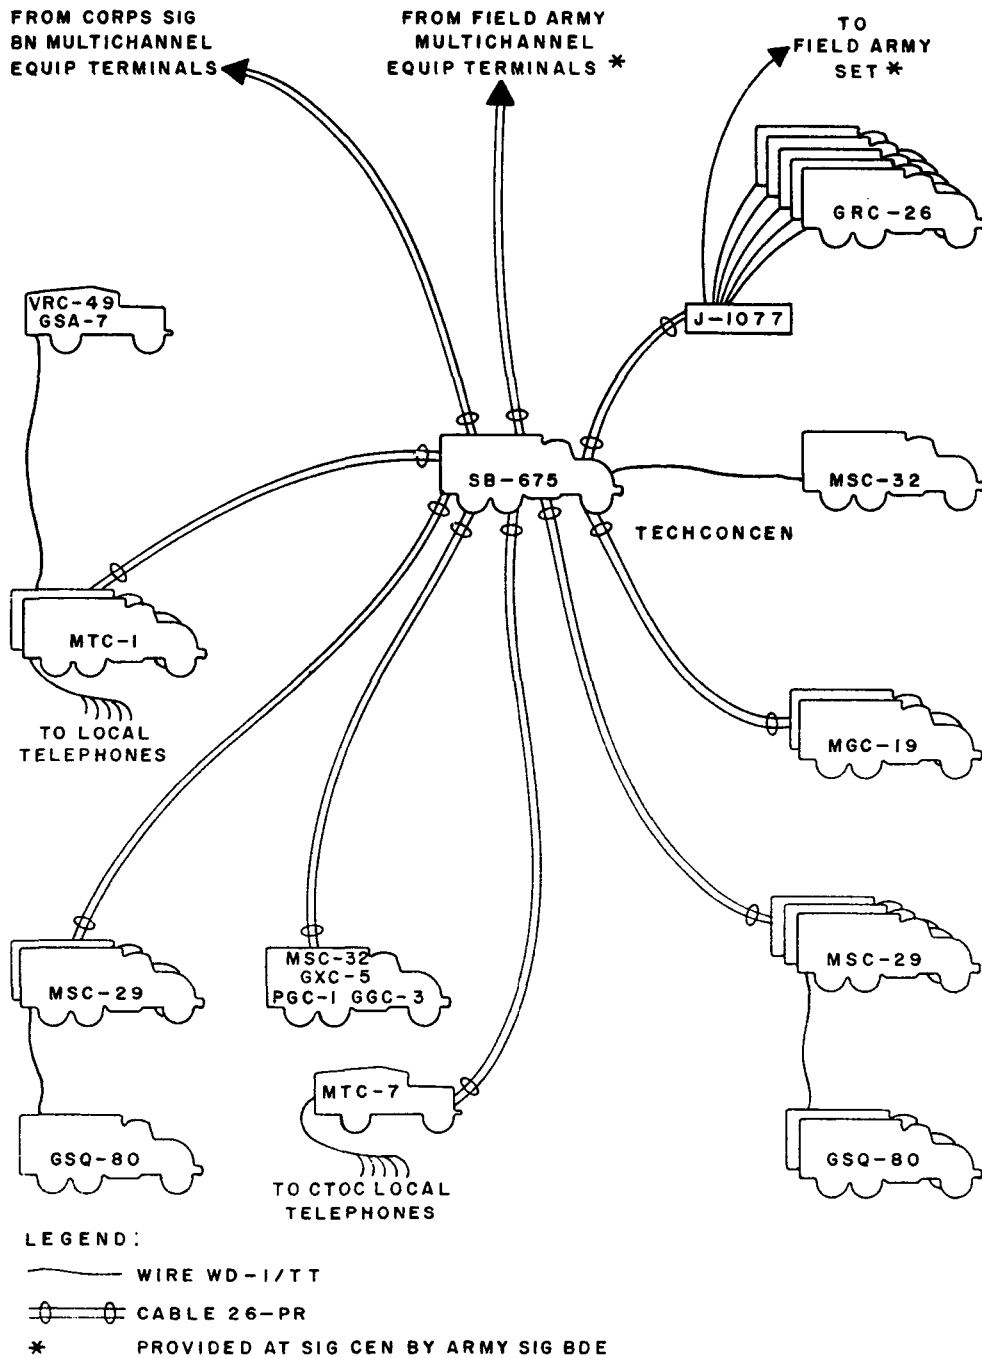 FROM CORPS SIG
BN MULTICHANNEL
EQUIP TERMINALS
FROM FIELD ARMY
MULTICHANNEL
EQUIP TERMINALS *
TO
FIELD ARMY
SET *
GRC-26
J-1077
VRC-49
GSA-7
SB-675
MSC-32
TECHCONCEN
MTC-1
TO LOCAL
TELEPHONES
MGC-19
MSC-29
MSC-32
GXC-5
PGC-1 GGC-3
MSC-29
MTC-7
GSQ-80
TO CTOC LOCAL
TELEPHONES
GSQ-80
LEGEND:
WIRE WD-1/TT
CABLE 26-PR
* PROVIDED AT SIG CEN BY ARMY SIG BDE